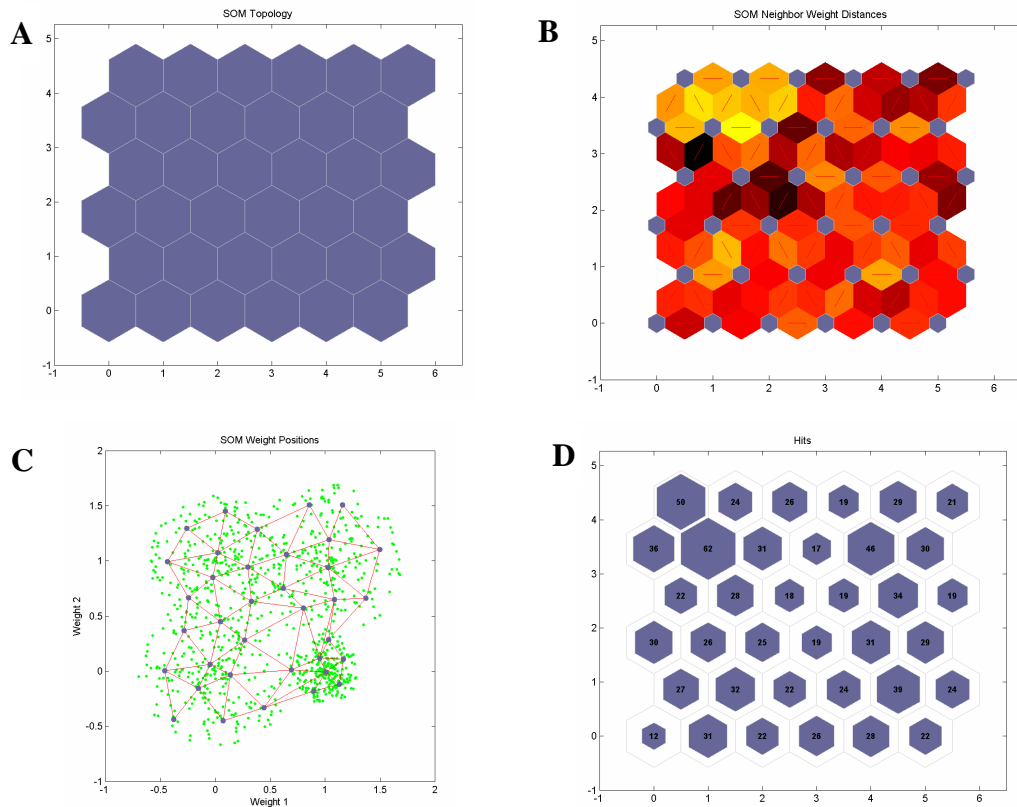 A
SOM Topology
5
4
3
2
1
0
-1
-1 0 1 2 3 4 5 6
B
SOM Neighbor Weight Distances
5
4
3
2
1
0
-1
-1 0 1 2 3 4 5 6
C
SOM Weight Positions
2
1.5
1
0.5
0
-0.5
-1
Weight 2
-1 -0.5 0 0.5 1 1.5 2
Weight 1
D
Hits
5
4
3
2
1
0
-1
50 24 26 19 29 21
36 62 31 17 46 30
22 28 18 19 34 19
30 26 25 19 31 29
27 32 22 24 39 24
12 31 22 26 28 22
-1 0 1 2 3 4 5 6